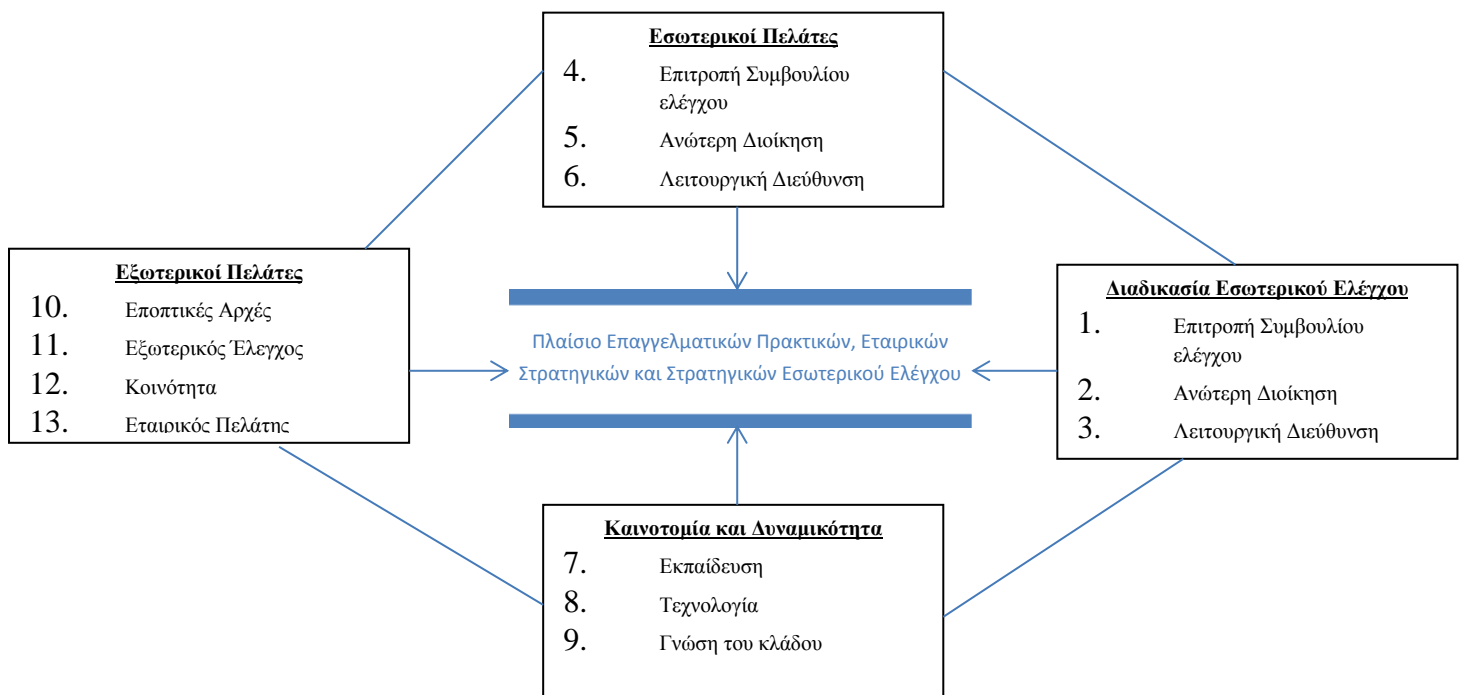 Εσωτερικοί Πελάτες
4. Επιτροπή Συμβουλίου
ελέγχου
5. Ανώτερη Διοίκηση
6. Λειτουργική Διεύθυνση
Εξωτερικοί Πελάτες
10. Εποπτικές Αρχές
11. Εξωτερικός Έλεγχος
12. Κοινότητα
13. Εταιρικός Πελάτης
Πλαίσιο Επαγγελματικών Πρακτικών, Εταιρικών
Στρατηγικών και Στρατηγικών Εσωτερικού Ελέγχου
Διαδικασία Εσωτερικού Ελέγχου
1. Επιτροπή Συμβουλίου
ελέγχου
2. Ανώτερη Διοίκηση
3. Λειτουργική Διεύθυνση
Καινοτομία και Δυναμικότητα
7. Εκπαίδευση
8. Τεχνολογία
9. Γνώση του κλάδου